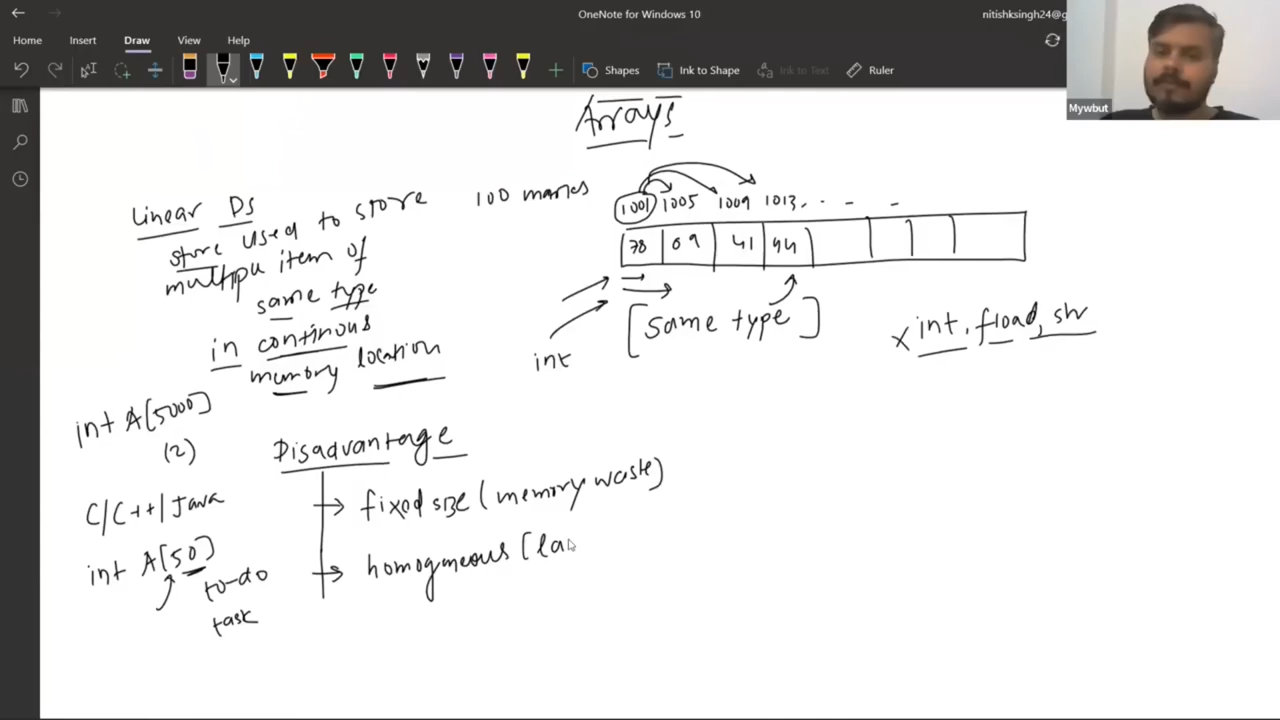 OneNote for Windows 10
nitishksingh24@g
Home Insert Draw View Help
Shapes Ink to Shape Ink to Text Ruler
Mywbut
Arrays
Linear DS
store used to store
multiple item of
same type
in continous
memory location
100 marks
1001 1005 1009 1013, . . - -
78 69 41 94
[same type]
int
x int, float, str
int A[5000]
(2)
C/C++/Java
int A[50]
to-do
task
Disadvantage
→ fixed size (memory waste)
→ homogeneous [la